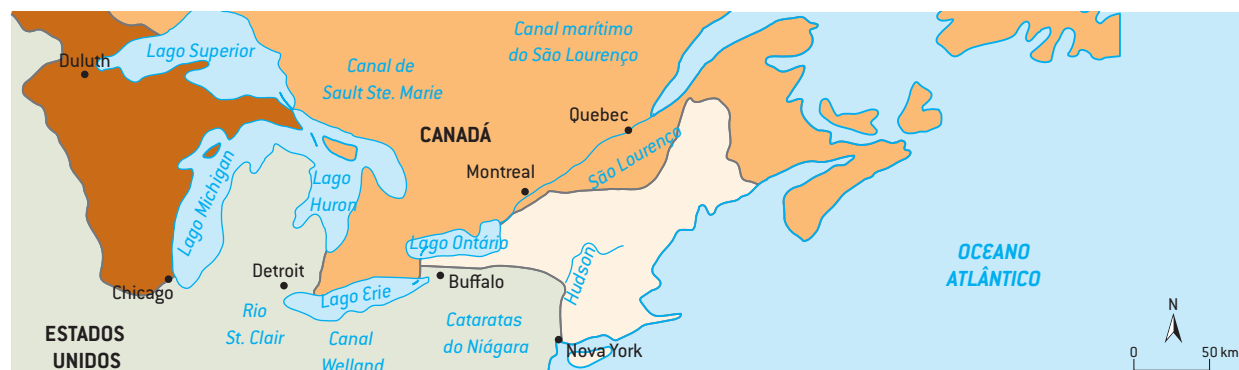 Canal marítimo
do São Lourenço
Lago Superior
Duluth
Canal de
Sault Ste. Marie
Quebec
CANADÁ
São Lourenço
Montreal
Lago Michigan
Lago
Huron
Lago Ontário
OCEANO
ATLÂNTICO
Hudson
Detroit
Buffalo
Chicago
Lago Erie
Rio
St. Clair
Cataratas
do Niágara
N
ESTADOS
UNIDOS
Canal
Welland
Nova York
0 50 km